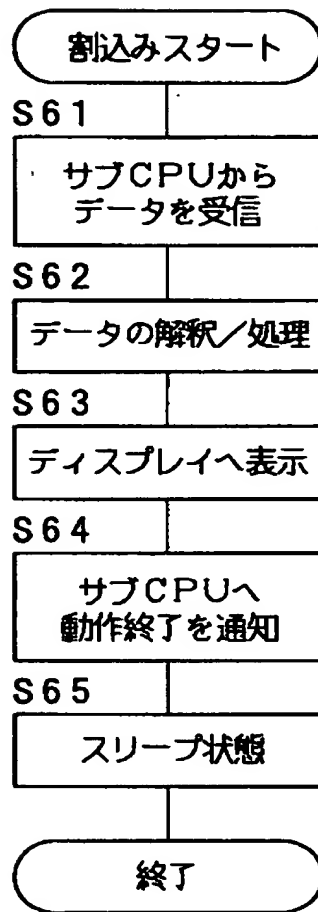 割込みスタート
S61
サブCPUから
データを受信
S62
データの解釈／処理
S63
ディスプレイへ表示
S64
サブCPUへ
動作終了を通知
S65
スリープ状態
終了